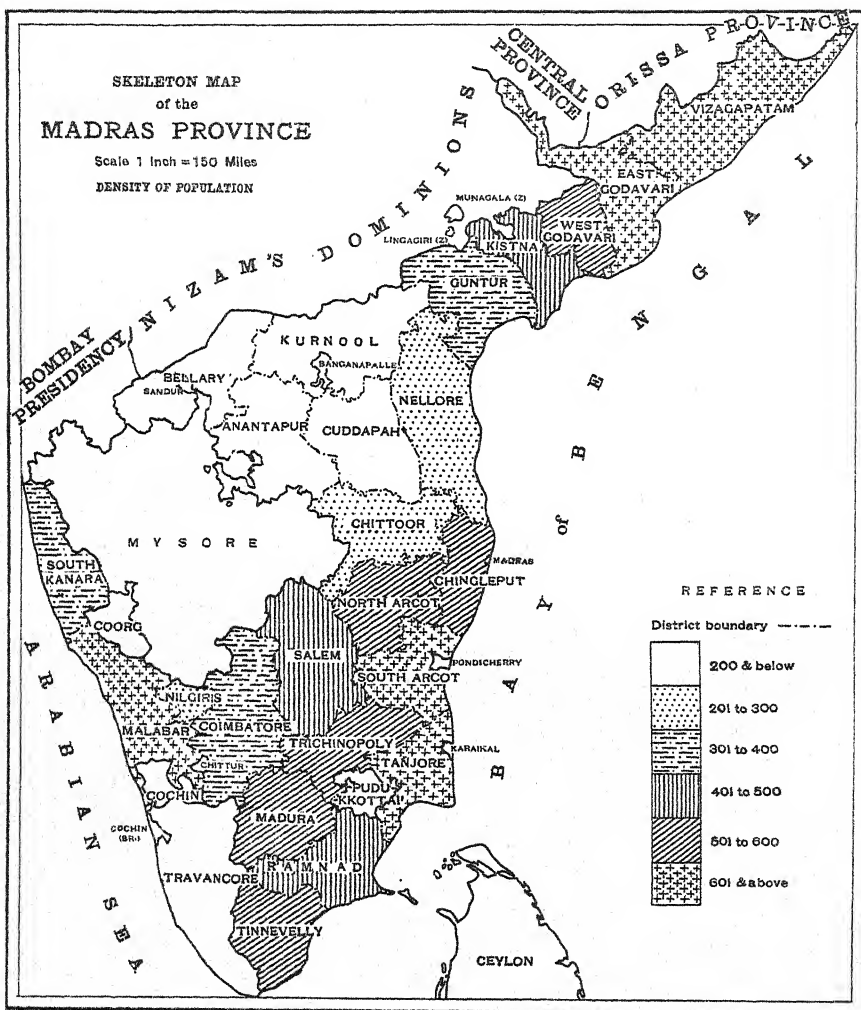 SKELETON MAP
of the
MADRAS PROVINCE
Scale 1 Inch = 150 Miles
DENSITY OF POPULATION
CENTRAL
PROVINCE
ORISSA PROVINCE
NIZAM'S DOMINIONS
BOMBAY
PRESIDENCY
VIZAGAPATAM
EAST
GODAVARI
WEST
GODAVARI
MUNAGALA (Z)
LINGAGIRI (Z)
KISTNA
GUNTUR
KURNOOL
BANGANAPALLE
BELLARY
SANDUR
NELLORE
ANANTAPUR
CUDDAPAH
CHITTOOR
MYSORE
SOUTH
KANARA
COORG
MADRAS
CHINGLEPUT
NORTH ARCOT
SALEM
PONDICHERRY
SOUTH ARCOT
NILGIRIS
COIMBATORE
MALABAR
TRICHINOPOLY
KARAIKAL
TANJORE
CHITTUR
COCHIN
PUDU
KKOTTAI
MADURA
COCHIN
(BR.)
RAMNAD
TRAVANCORE
TINNEVELLY
CEYLON
BAY of BENGAL
ARABIAN SEA
REFERENCE
District boundary
200 & below
201 to 300
301 to 400
401 to 500
501 to 600
601 & above